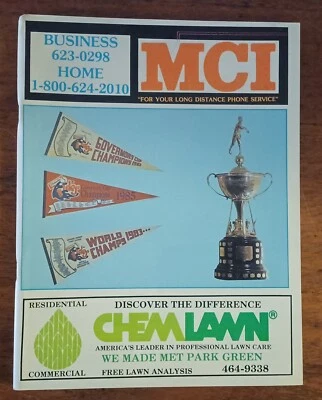 BUSINESS
623-0298
HOME
1-800-624-2010
MCI
"FOR YOUR LONG DISTANCE PHONE SERVICE"
GOVERNORS CUP
CHAMPIONS
1985
WORLD
CHAMPS 1983...
RESIDENTIAL
COMMERCIAL
DISCOVER THE DIFFERENCE
CHEMLAWN®
AMERICA'S LEADER IN PROFESSIONAL LAWN CARE
WE MADE MET PARK GREEN
FREE LAWN ANALYSIS 464-9338